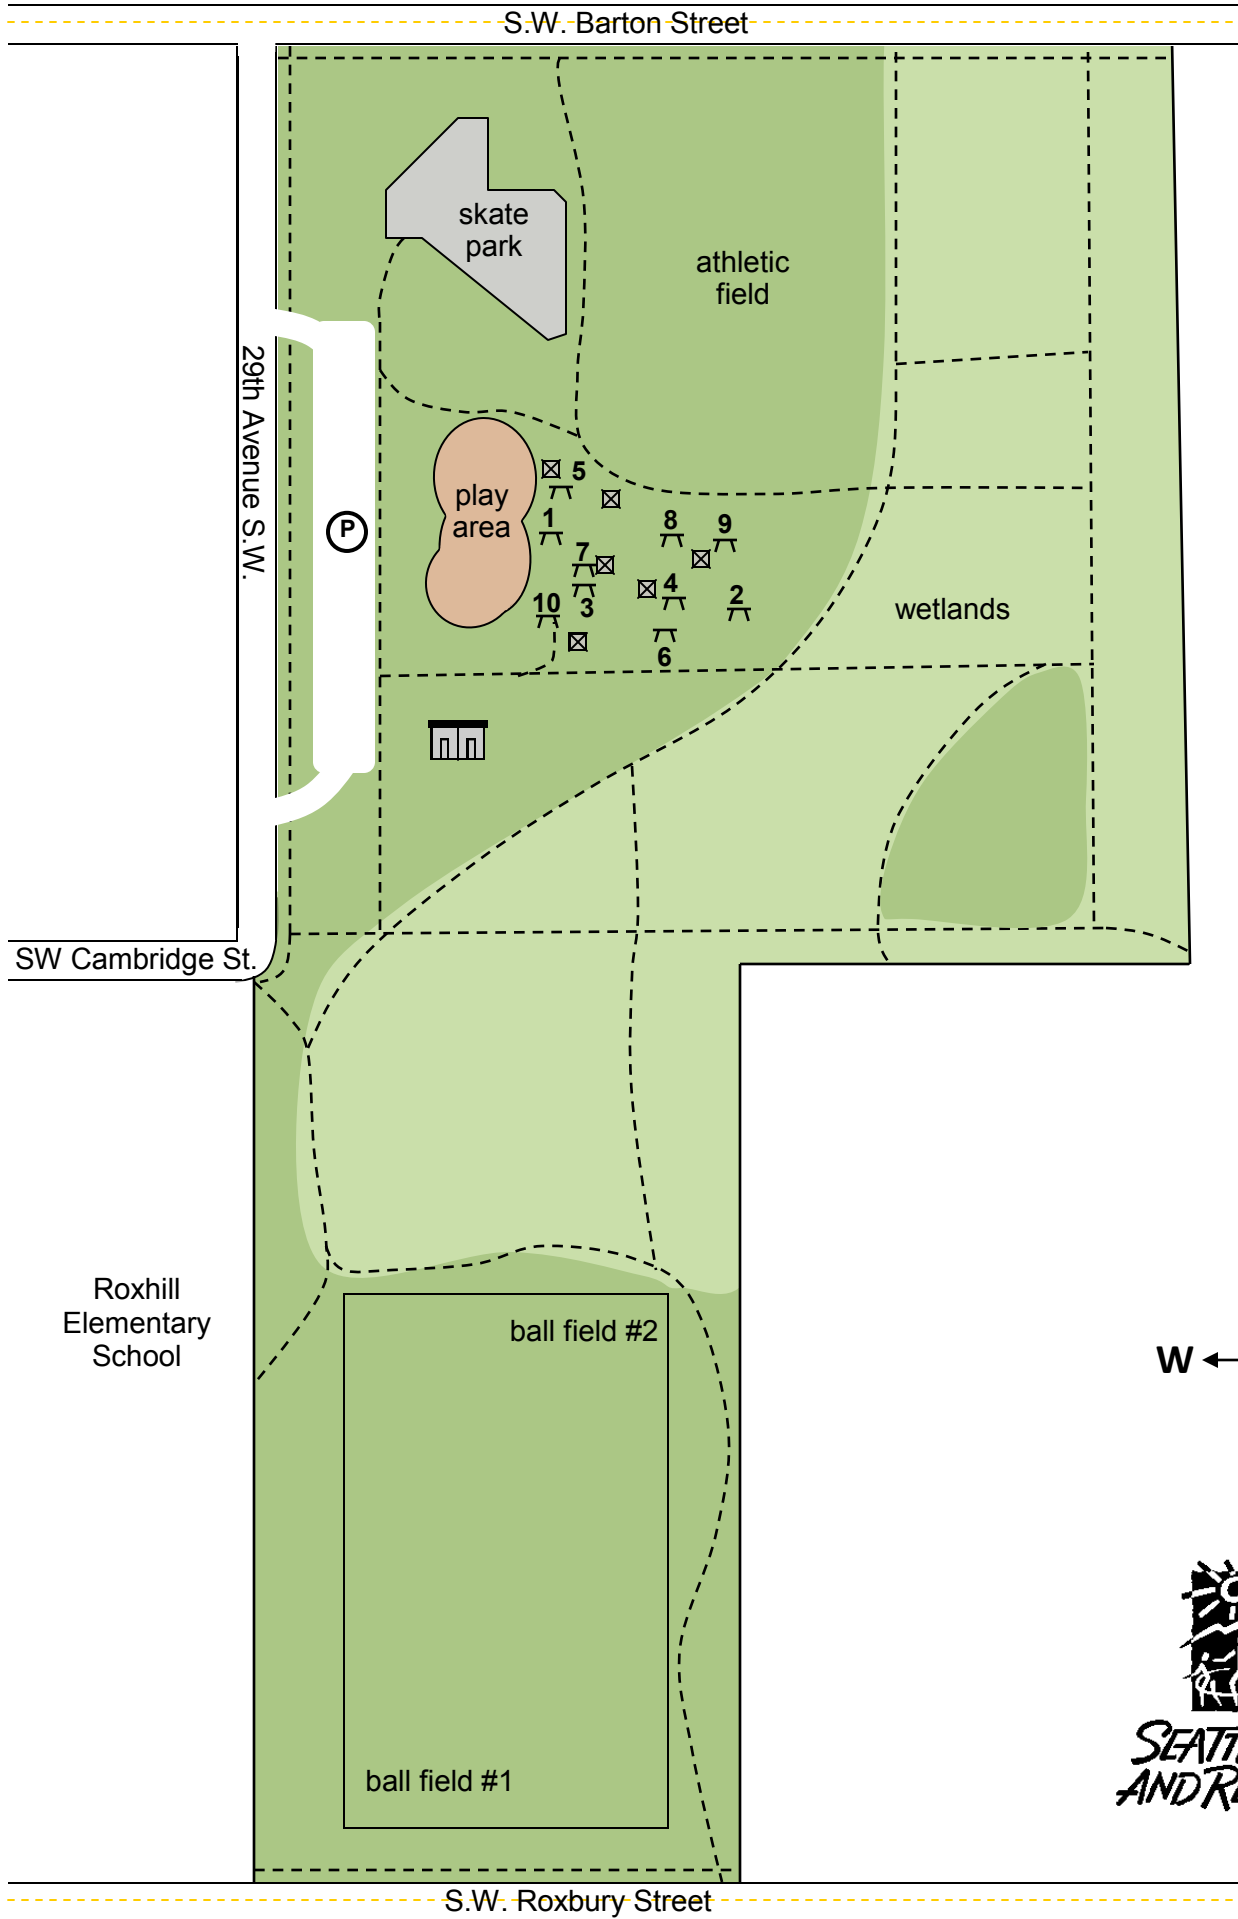 S.W. Barton Street
skate
park
athletic
field
29th Avenue S.W.
play
area
5
P
1
8
9
7
4
10
3
2
6
wetlands
SW Cambridge St.
Roxhill
Elementary
School
ball field #2
W
ball field #1
S.W. Roxbury Street